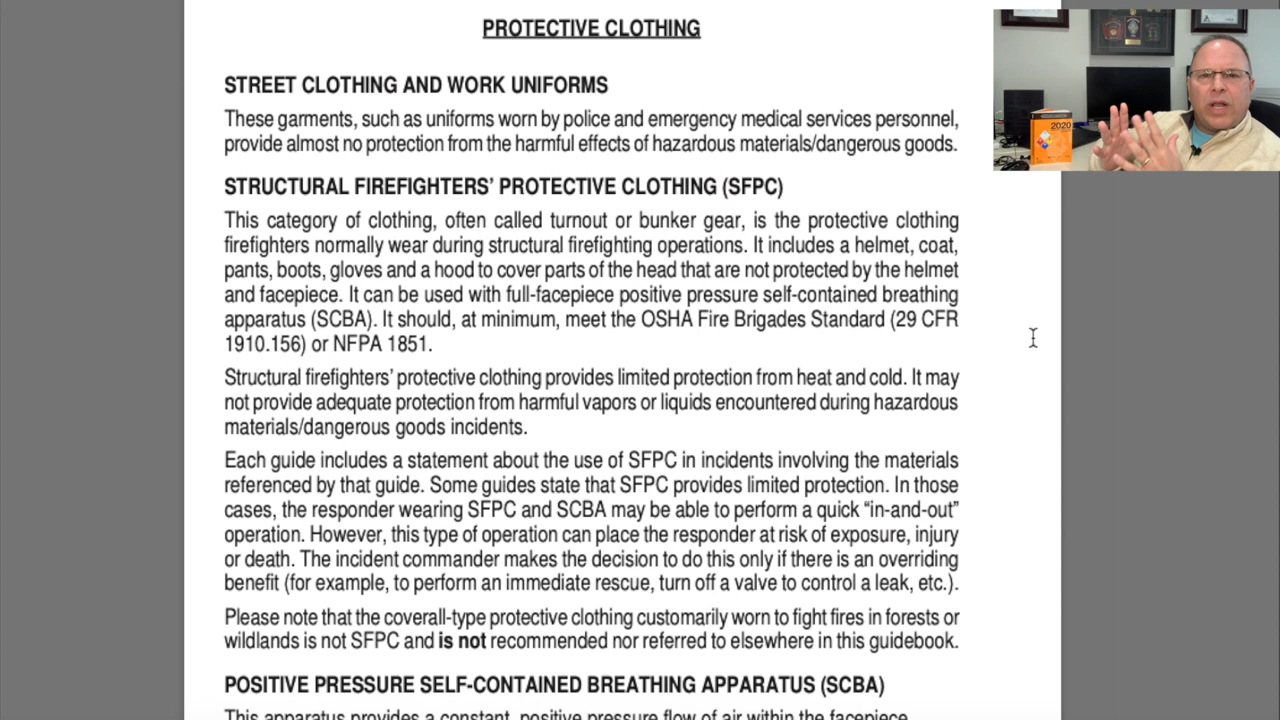 PROTECTIVE CLOTHING
STREET CLOTHING AND WORK UNIFORMS
These garments, such as uniforms worn by police and emergency medical services personnel,
provide almost no protection from the harmful effects of hazardous materials/dangerous goods.
STRUCTURAL FIREFIGHTERS' PROTECTIVE CLOTHING (SFPC)
This category of clothing, often called turnout or bunker gear, is the protective clothing
firefighters normally wear during structural firefighting operations. It includes a helmet, coat,
pants, boots, gloves and a hood to cover parts of the head that are not protected by the helmet
and facepiece. It can be used with full-facepiece positive pressure self-contained breathing
apparatus (SCBA). It should, at minimum, meet the OSHA Fire Brigades Standard (29 CFR
1910.156) or NFPA 1851.
Structural firefighters' protective clothing provides limited protection from heat and cold. It may
not provide adequate protection from harmful vapors or liquids encountered during hazardous
materials/dangerous goods incidents.
Each guide includes a statement about the use of SFPC in incidents involving the materials
referenced by that guide. Some guides state that SFPC provides limited protection. In those
cases, the responder wearing SFPC and SCBA may be able to perform a quick “in-and-out”
operation. However, this type of operation can place the responder at risk of exposure, injury
or death. The incident commander makes the decision to do this only if there is an overriding
benefit (for example, to perform an immediate rescue, turn off a valve to control a leak, etc.).
Please note that the coverall-type protective clothing customarily worn to fight fires in forests or
wildlands is not SFPC and is not recommended nor referred to elsewhere in this guidebook.
POSITIVE PRESSURE SELF-CONTAINED BREATHING APPARATUS (SCBA)
This apparatus provides a constant, positive pressure flow of air within the facepiece,
2020